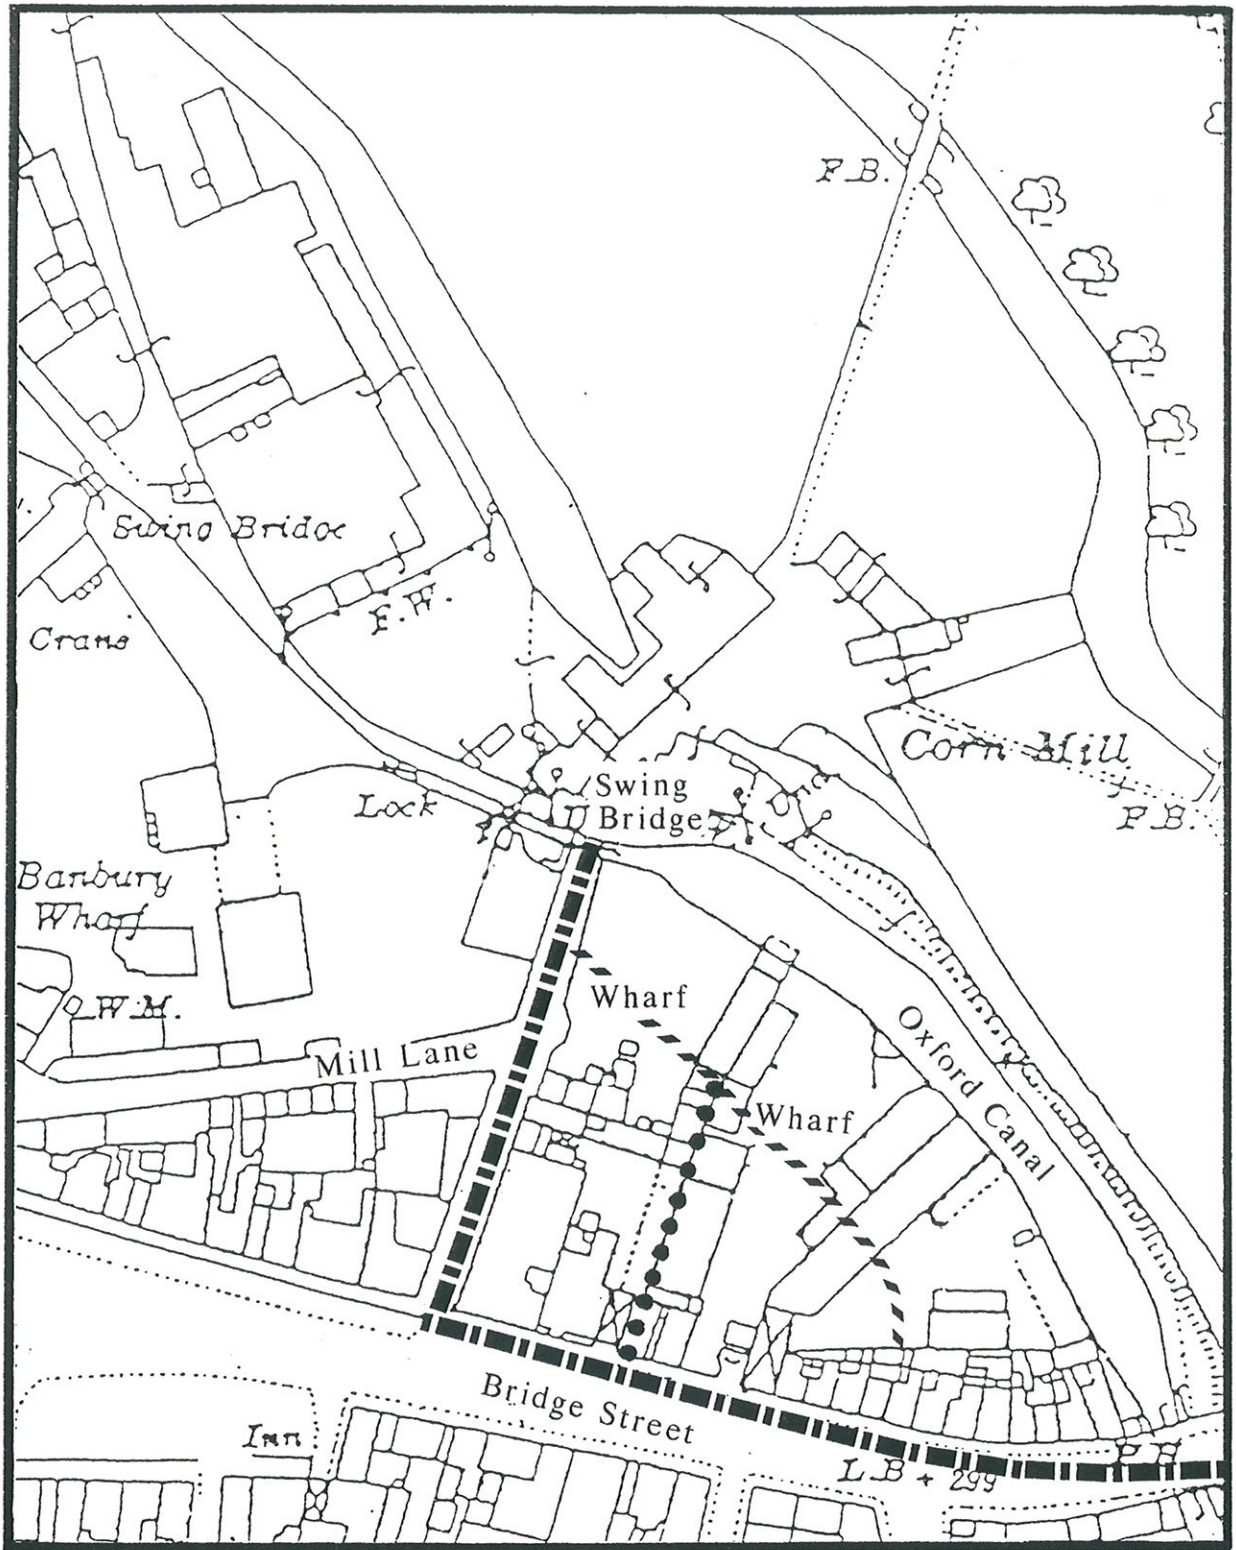 F.B.
Swing Bridge
F.W.
Crane
Corn Mill
Swing
Bridge
Lock
F.B.
Banbury
Wharf
Wharf
W.M.
Oxford Canal
Mill Lane
Wharf
Bridge Street
Inn
P.H.
L.B
299